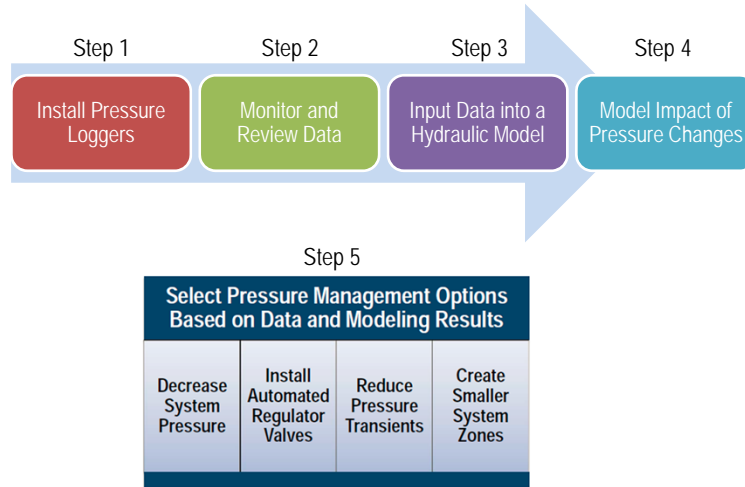 Step 1
Step 2
Step 3
Step 4
Install Pressure
Loggers
Monitor and
Review Data
Input Data into a
Hydraulic Model
Model Impact of
Pressure Changes
Step 5
Select Pressure Management Options
Based on Data and Modeling Results
Decrease
System
Pressure
Install
Automated
Regulator
Valves
Reduce
Pressure
Transients
Create
Smaller
System
Zones